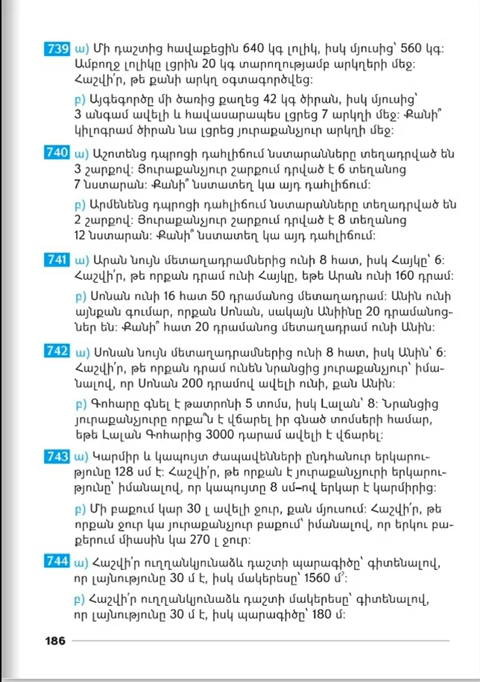 739 ա) Մի դաշտից հավաքեցին 640 կգ լոլիկ, իսկ մյուսից՝ 560 կգ։
Ամբողջ լոլիկը լցրին 20 կգ տարողությամբ արկղերի մեջ։
Հաշվի՛ր, թե քանի արկղ օգտագործվեց։
բ) Այգեգործը մի ծառից քաղեց 42 կգ ծիրան, իսկ մյուսից՝
3 անգամ ավելի և հավասարապես լցրեց 7 արկղի մեջ։ Քանի՞
կիլոգրամ ծիրան նա լցրեց յուրաքանչյուր արկղի մեջ։
740 ա) Աշոտենց դպրոցի դահլիճում նստարանները տեղադրված են
3 շարքով։ Յուրաքանչյուր շարքում դրված է 6 տեղանոց
7 նստարան։ Քանի՞ նստատեղ կա այդ դահլիճում։
բ) Արմենենց դպրոցի դահլիճում նստարանները տեղադրված են
2 շարքով։ Յուրաքանչյուր շարքում դրված է 8 տեղանոց
12 նստարան։ Քանի՞ նստատեղ կա այդ դահլիճում։
741 ա) Արան նույն մետաղադրամներից ունի 8 հատ, իսկ Հայկը՝ 6։
Հաշվի՛ր, թե որքան դրամ ունի Հայկը, եթե Արան ունի 160 դրամ։
բ) Սոնան ունի 16 հատ 50 դրամանոց մետաղադրամ։ Անին ունի
այնքան գումար, որքան Սոնան, սակայն Անիինը 20 դրամանոց-
ներ են։ Քանի՞ հատ 20 դրամանոց մետաղադրամ ունի Անին։
742 ա) Սոնան նույն մետաղադրամներից ունի 8 հատ, իսկ Անին՝ 6։
Հաշվի՛ր, թե որքան դրամ ունեն նրանցից յուրաքանչյուրը՝ իմա-
նալով, որ Սոնան 200 դրամով ավելի ունի, քան Անին։
բ) Գոհարը գնել է թատրոնի 5 տոմս, իսկ Լալան՝ 8։ Նրանցից
յուրաքանչյուրը որքա՞ն է վճարել իր գնած տոմսերի համար,
եթե Լալան Գոհարից 3000 դարամ ավելի է վճարել։
743 ա) Կարմիր և կապույտ ժապավենների ընդհանուր երկարու-
թյունը 128 սմ է։ Հաշվի՛ր, թե որքան է յուրաքանչյուրի երկարու-
թյունը՝ իմանալով, որ կապույտը 8 սմ–ով երկար է կարմիրից։
բ) Մի բաքում կար 30 լ ավելի ջուր, քան մյուսում։ Հաշվի՛ր, թե
որքան ջուր կա յուրաքանչյուր բաքում՝ իմանալով, որ երկու բա-
քերում միասին կա 270 լ ջուր։
744 ա) Հաշվի՛ր ուղղանկյունաձև դաշտի պարագիծը՝ գիտենալով,
որ լայնությունը 30 մ է, իսկ մակերեսը՝ 1560 մ²։
բ) Հաշվի՛ր ուղղանկյունաձև դաշտի մակերեսը՝ գիտենալով,
որ լայնությունը 30 մ է, իսկ պարագիծը՝ 180 մ։
186